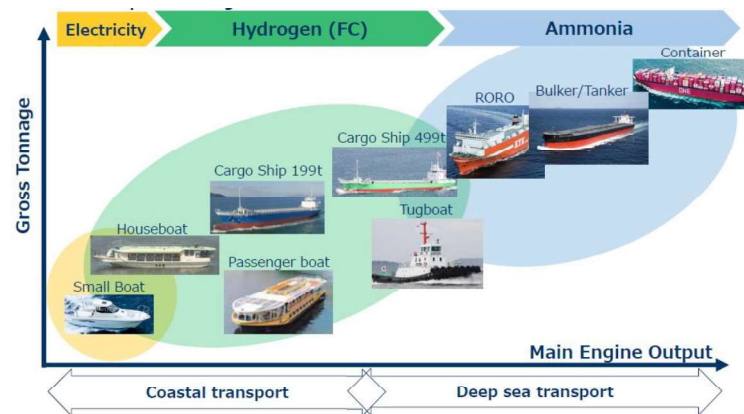 Electricity
Hydrogen (FC)
Ammonia
Container
RORO
Bulker/Tanker
Cargo Ship 499t
Cargo Ship 199t
Tugboat
Houseboat
Passenger boat
Small Boat
Gross Tonnage
Main Engine Output
Coastal transport
Deep sea transport